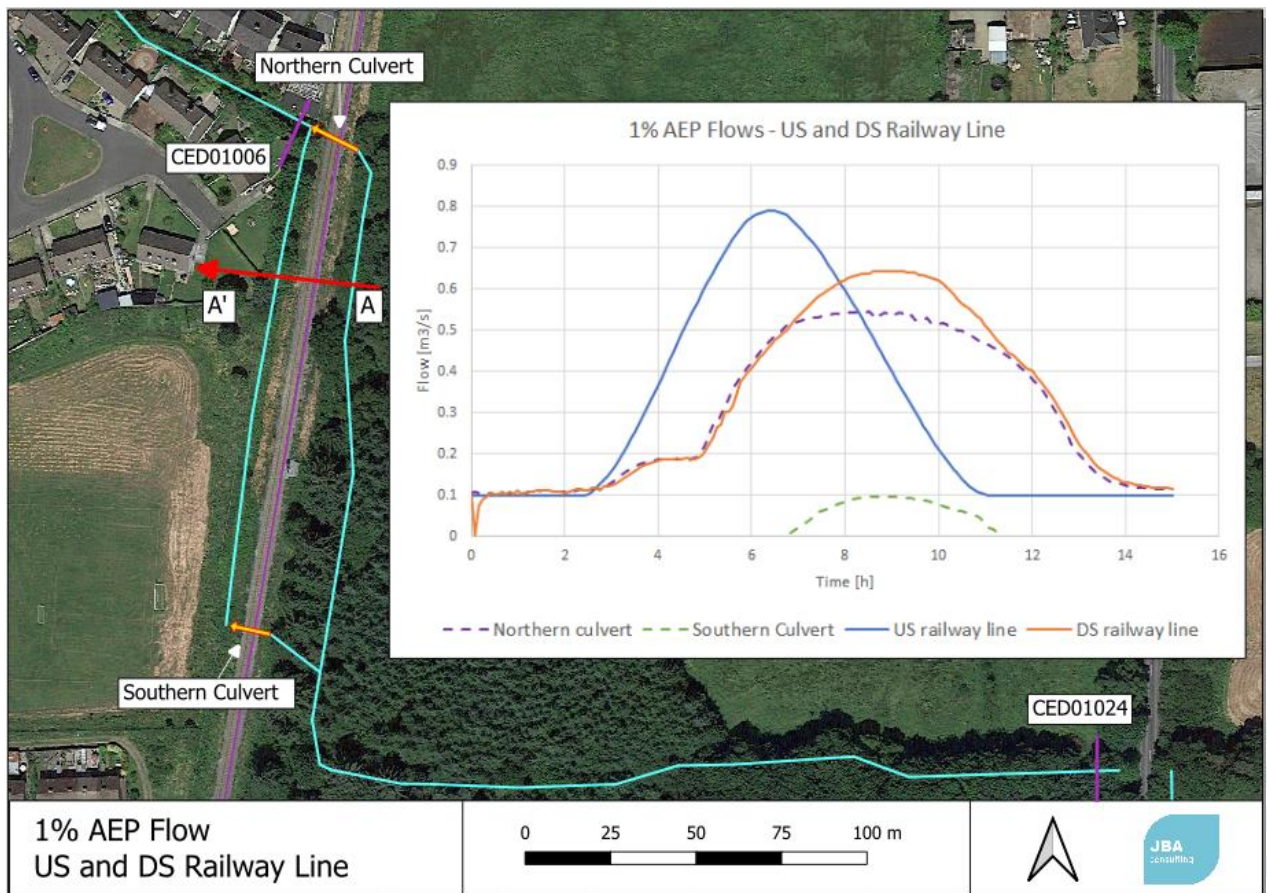 Northern Culvert
CED01006
A'
A
1% AEP Flows - US and DS Railway Line
Flow [m3/s]
0.9
0.8
0.7
0.6
0.5
0.4
0.3
0.2
0.1
0
0 2 4 6 8 10 12 14 16
Time [h]
Northern culvert Southern Culvert US railway line DS railway line
Southern Culvert
CED01024
1% AEP Flow
US and DS Railway Line
0 25 50 75 100 m
JBA
consulting